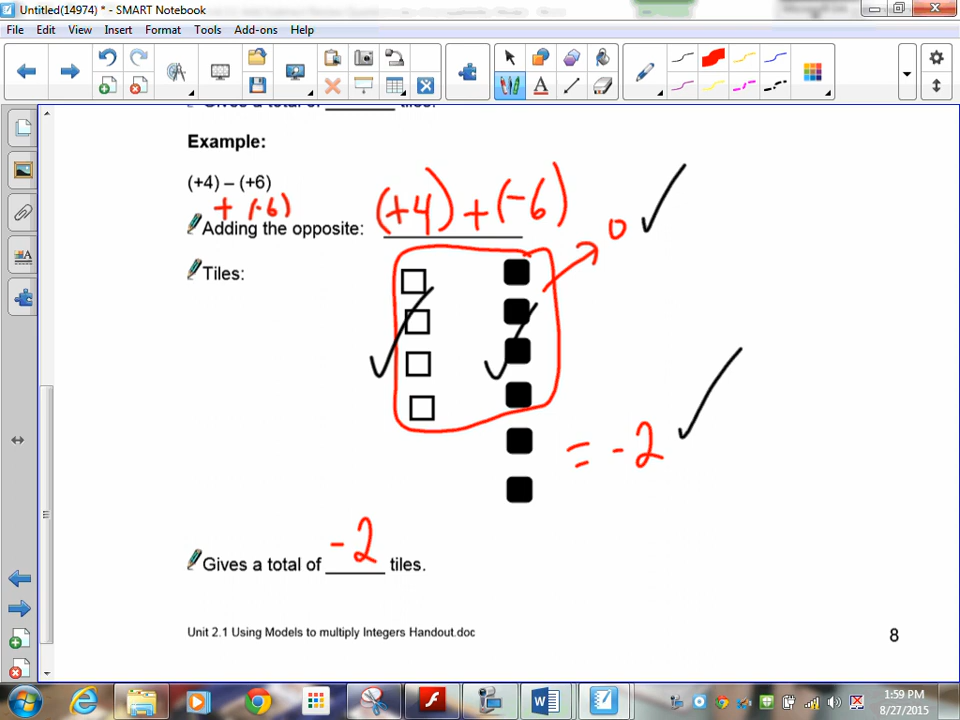 Untitled(14974) * - SMART Notebook
File Edit View Insert Format Tools Add-ons Help
Gives a total of ______ tiles.
Example:
(+4) – (+6)
+ (-6)
(+4) + (-6)
Adding the opposite:
0
Tiles:
= -2
-2
Gives a total of ______ tiles.
Unit 2.1 Using Models to multiply Integers Handout.doc
8
1:59 PM
8/27/2015